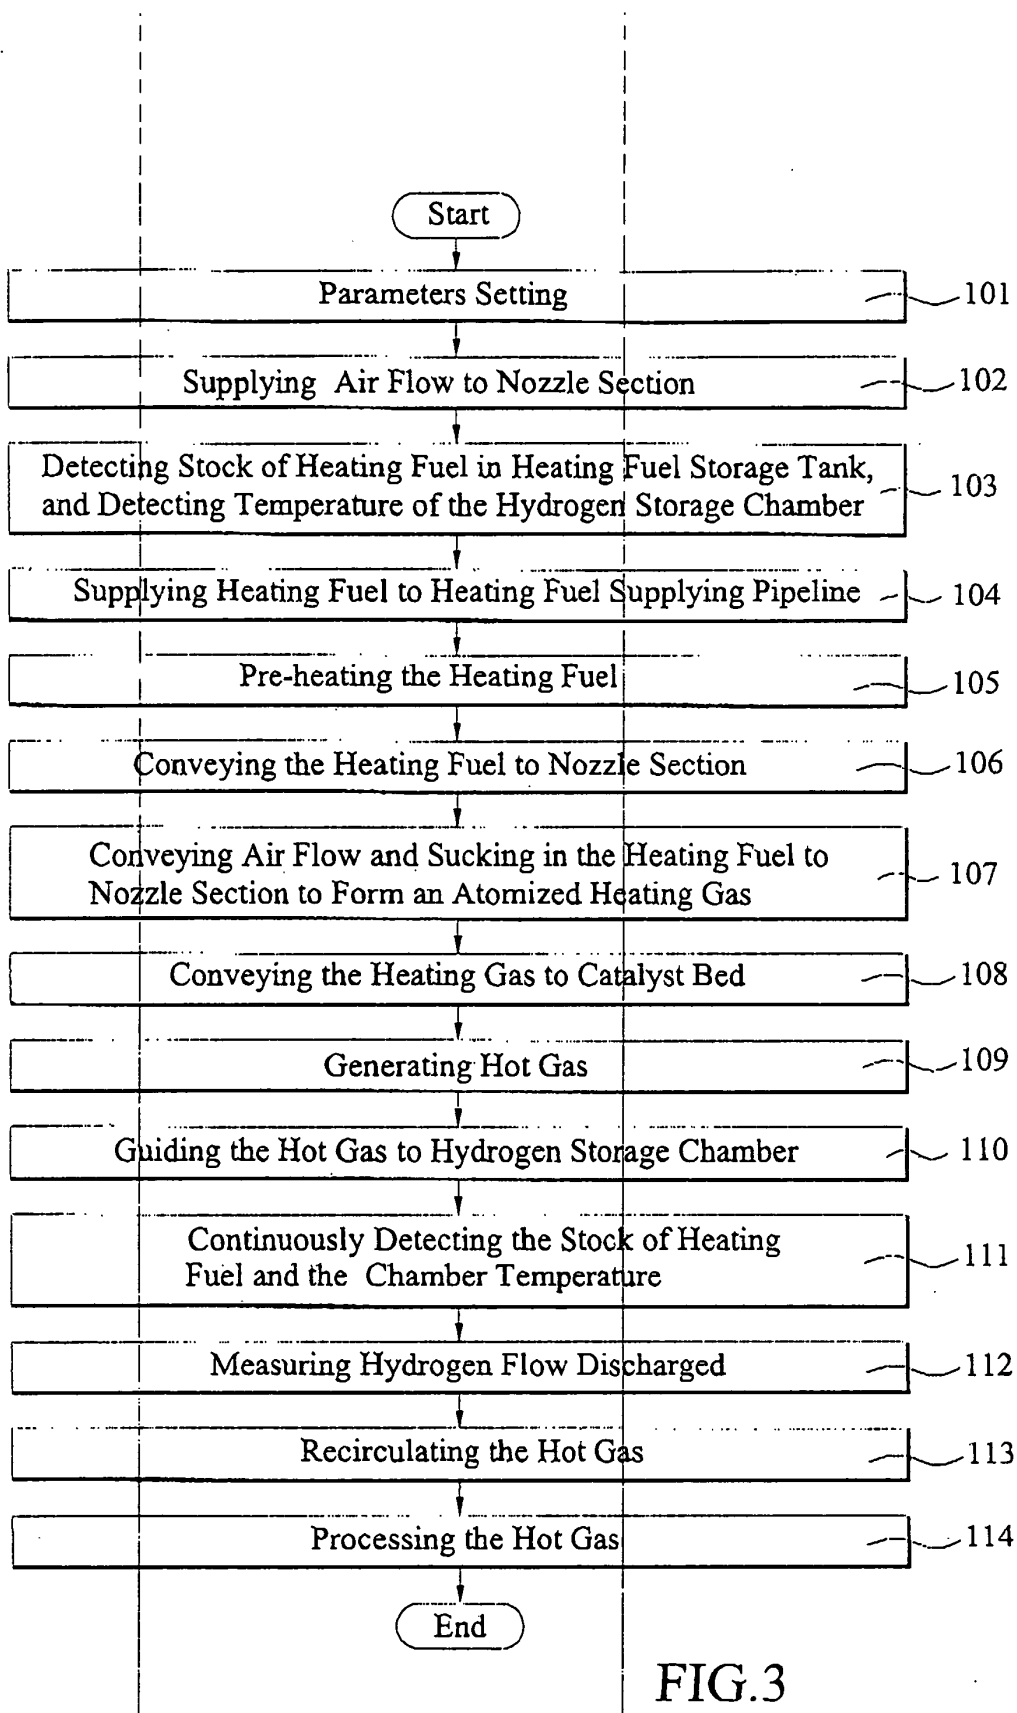 Start
Parameters Setting
101
Supplying Air Flow to Nozzle Section
102
Detecting Stock of Heating Fuel in Heating Fuel Storage Tank,
and Detecting Temperature of the Hydrogen Storage Chamber
103
Supplying Heating Fuel to Heating Fuel Supplying Pipeline
104
Pre-heating the Heating Fuel
105
Conveying the Heating Fuel to Nozzle Section
106
Conveying Air Flow and Sucking in the Heating Fuel to
Nozzle Section to Form an Atomized Heating Gas
107
Conveying the Heating Gas to Catalyst Bed
108
Generating Hot Gas
109
Guiding the Hot Gas to Hydrogen Storage Chamber
110
Continuously Detecting the Stock of Heating
Fuel and the Chamber Temperature
111
Measuring Hydrogen Flow Discharged
112
Recirculating the Hot Gas
113
Processing the Hot Gas
114
End
FIG.3